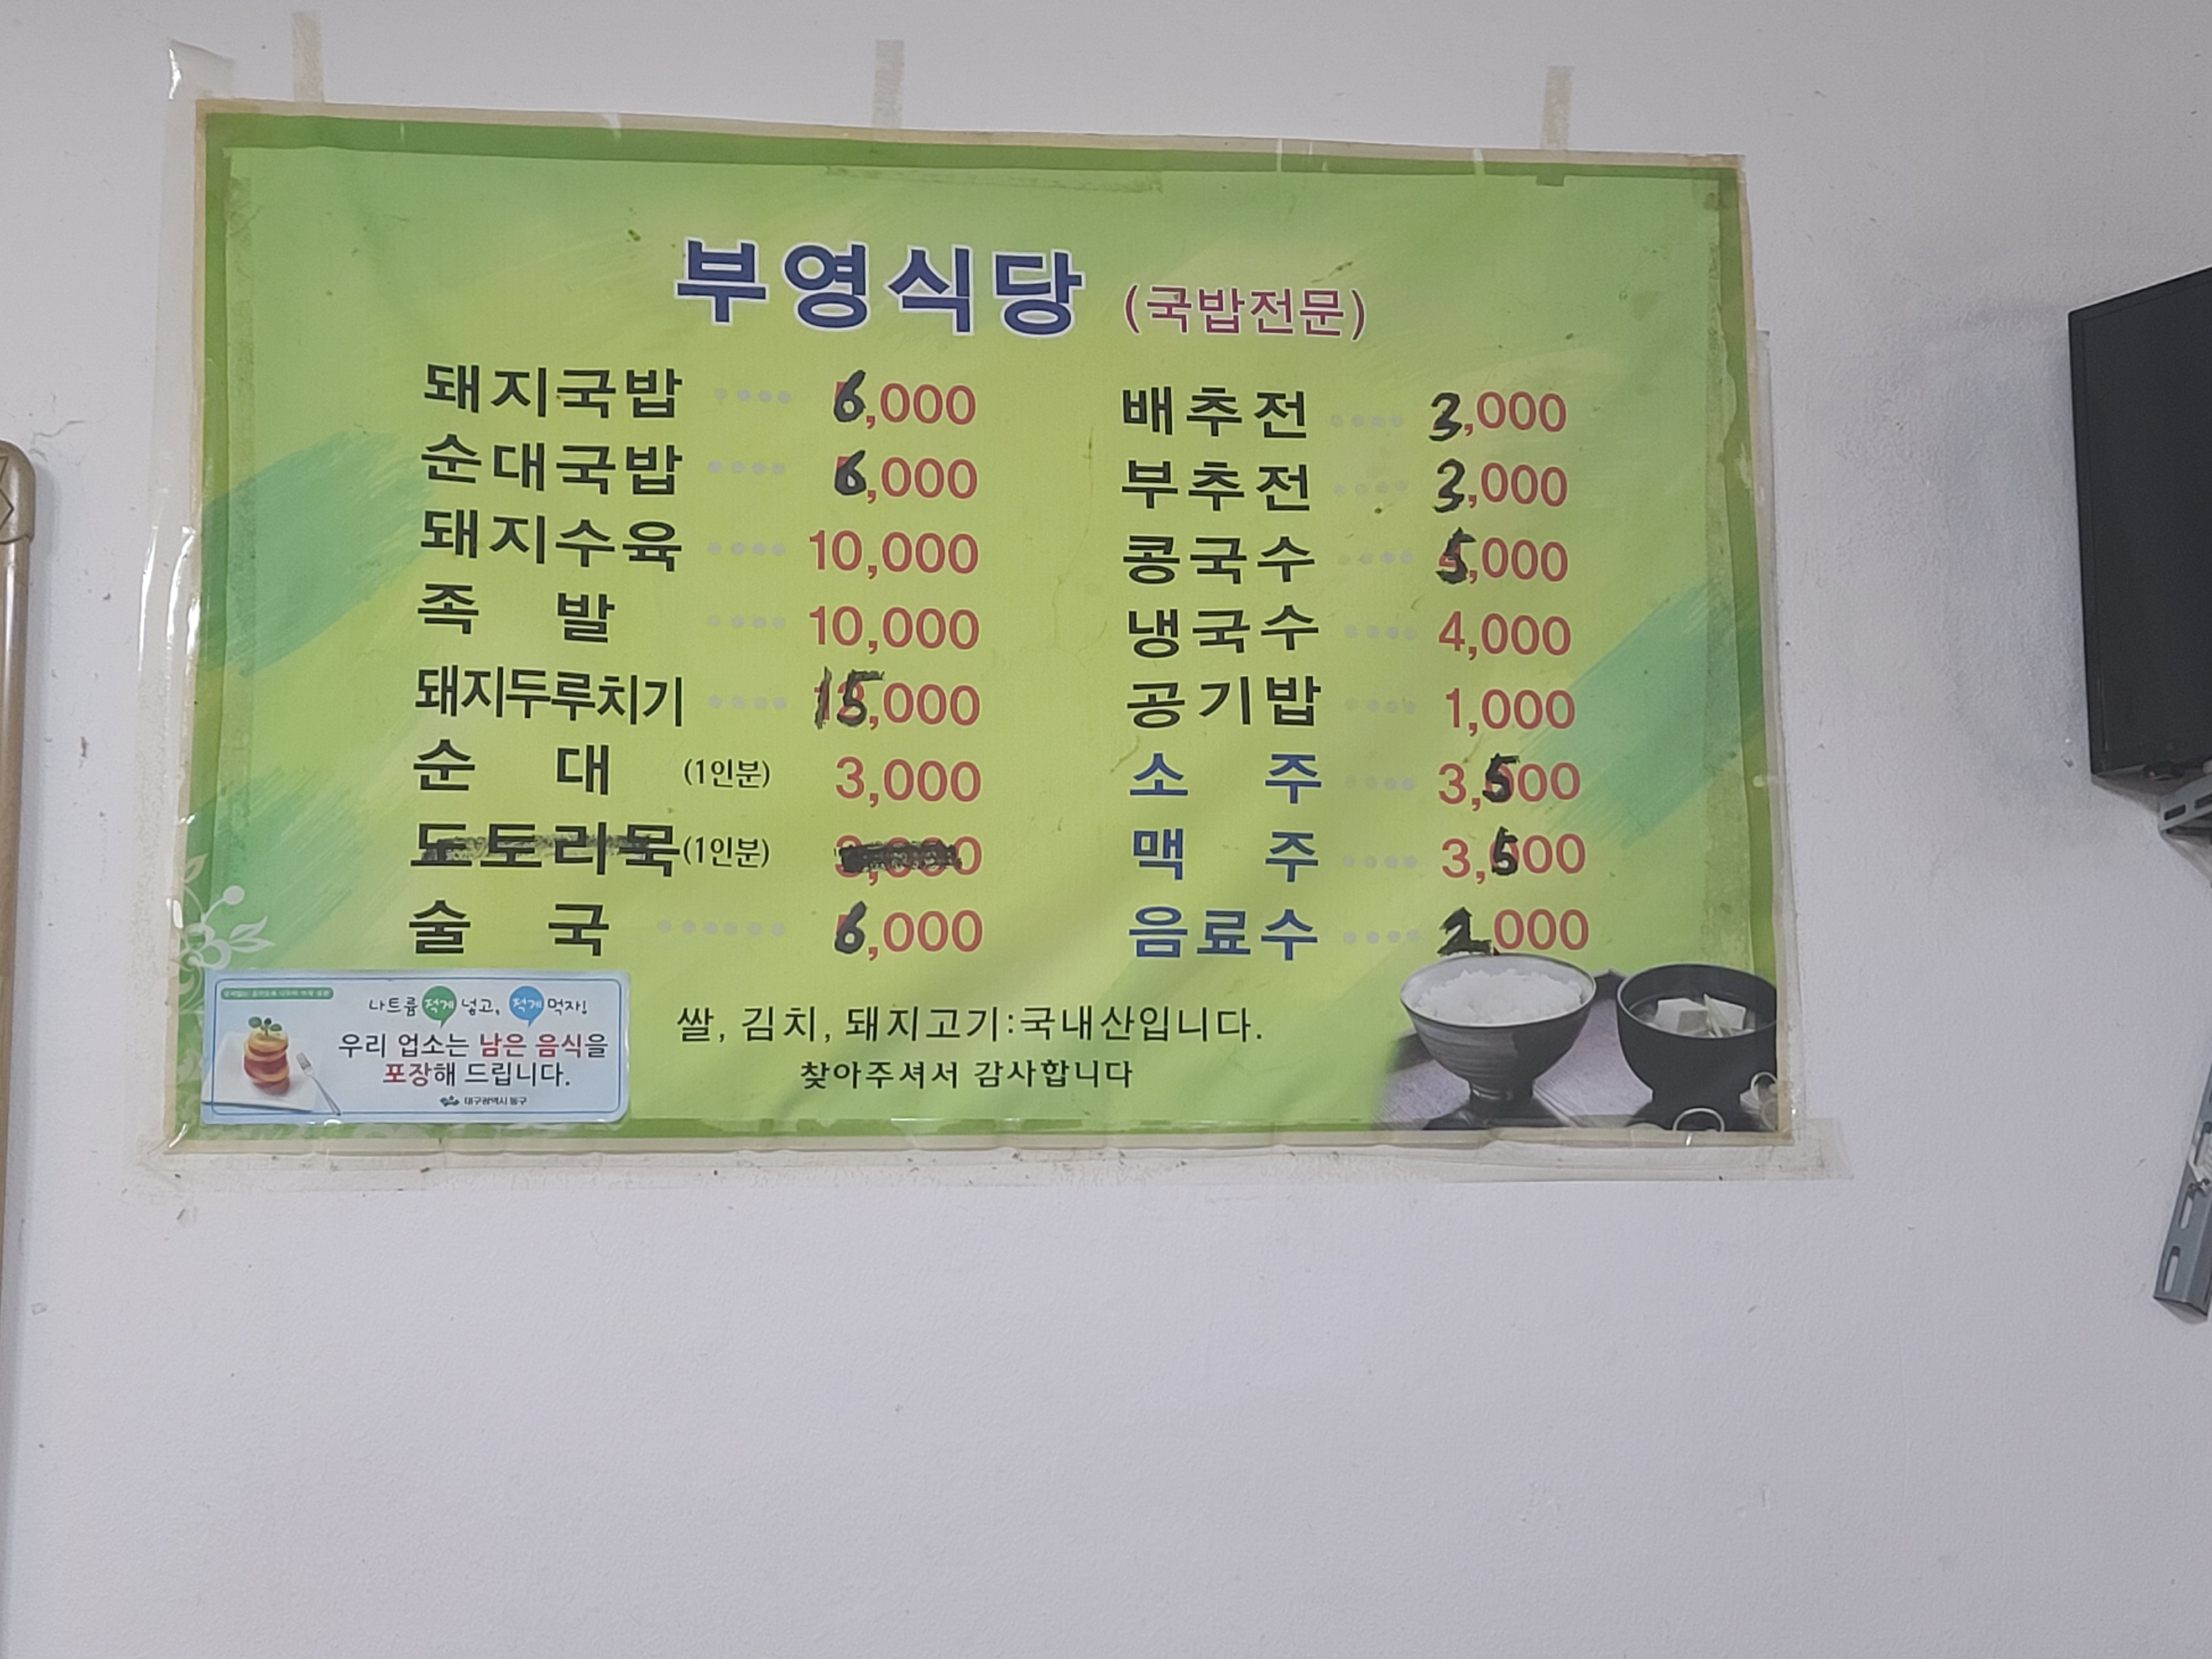 부영식당 (국밥전문)
돼지국밥 ···· 6,000
순대국밥 ···· 6,000
돼지수육 ···· 10,000
족 발 ···· 10,000
돼지두루치기 ···· 15,000
순 대 (1인분) 3,000
도토리묵(1인분) 3,000
술 국 ······ 6,000
배추전 ···· 3,000
부추전 ···· 3,000
콩국수 ···· 5,000
냉국수 ···· 4,000
공기밥 ···· 1,000
소 주 ···· 3,500
맥 주 ···· 3,500
음료수 ···· 2,000
쌀, 김치, 돼지고기:국내산입니다.
찾아주셔서 감사합니다
나트륨 적게 넣고, 적게 먹자!
우리 업소는 남은 음식을
포장해 드립니다.
대구광역시 동구